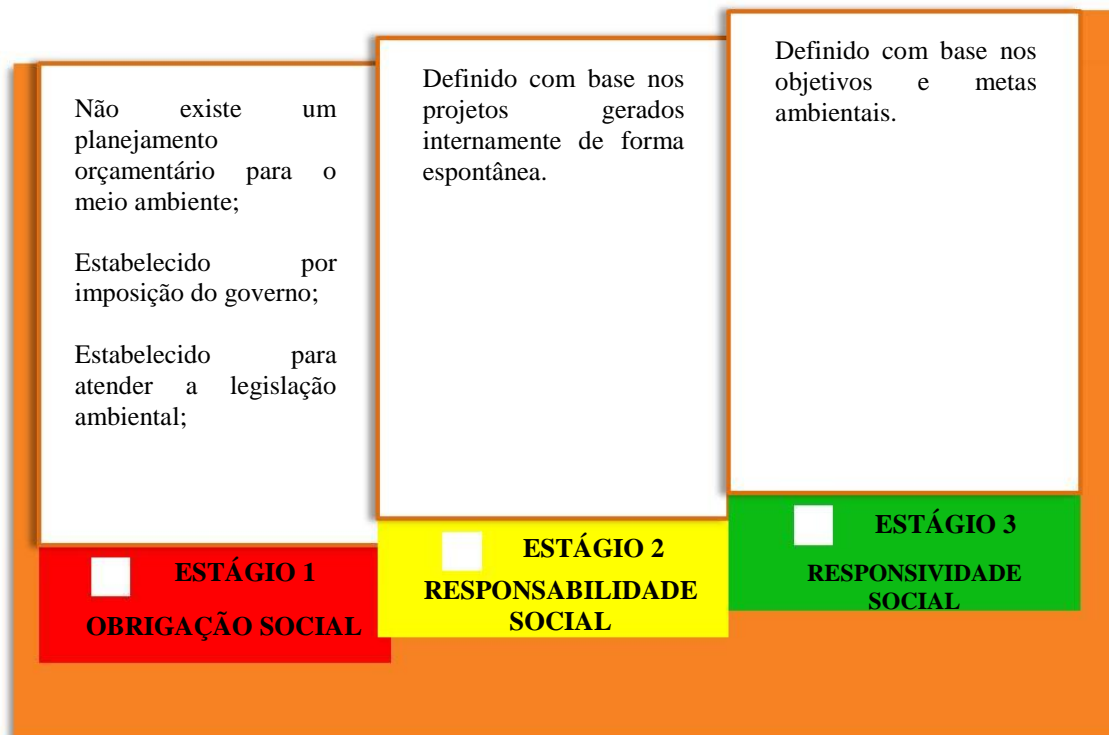 Não existe um
planejamento
orçamentário para o
meio ambiente;
Estabelecido por
imposição do governo;
Estabelecido para
atender a legislação
ambiental;
ESTÁGIO 1
OBRIGAÇÃO SOCIAL
Definido com base nos
projetos gerados
internamente de forma
espontânea.
ESTÁGIO 2
RESPONSABILIDADE
SOCIAL
Definido com base nos
objetivos e metas
ambientais.
ESTÁGIO 3
RESPONSIVIDADE
SOCIAL